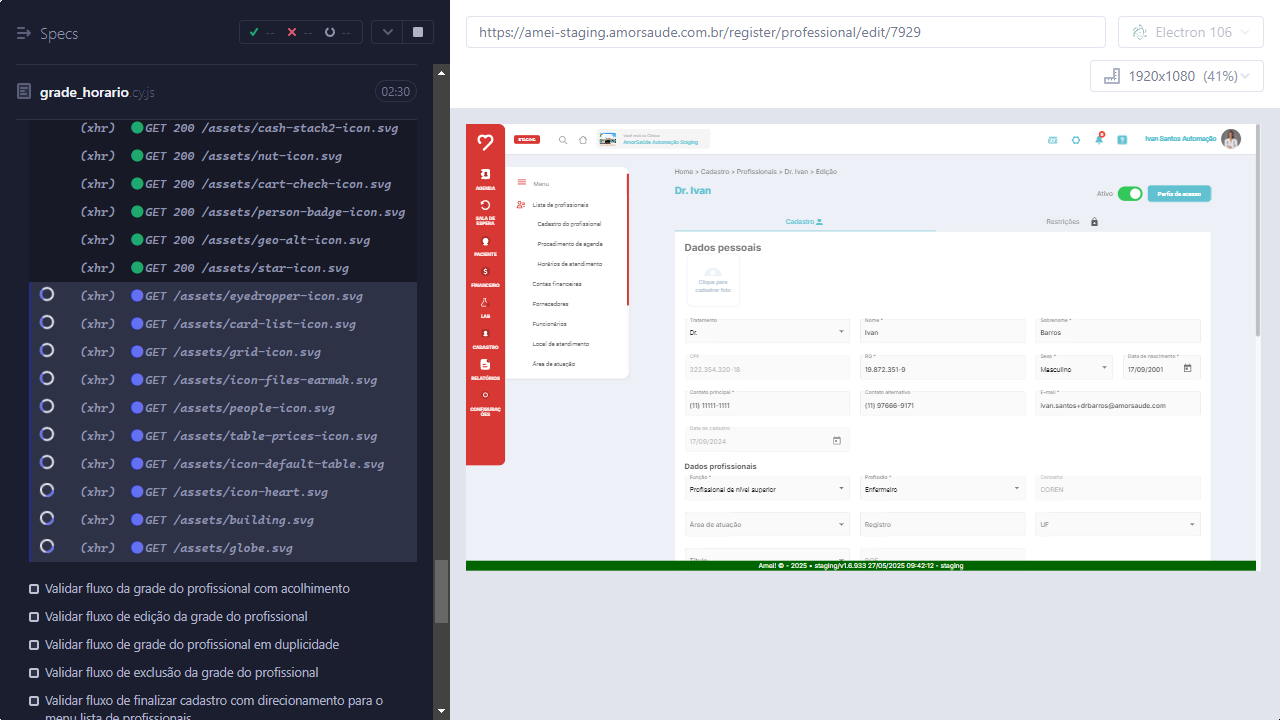 Specs
--
--
--
https://amei-staging.amorsaude.com.br/register/professional/edit/7929
Electron 106
1920x1080 (41%)
grade_horario.cy.js
02:30
(xhr) GET 200 /assets/cash-stack2-icon.svg
(xhr) GET 200 /assets/nut-icon.svg
(xhr) GET 200 /assets/cart-check-icon.svg
(xhr) GET 200 /assets/person-badge-icon.svg
(xhr) GET 200 /assets/geo-alt-icon.svg
(xhr) GET 200 /assets/star-icon.svg
(xhr) GET /assets/eyedropper-icon.svg
(xhr) GET /assets/card-list-icon.svg
(xhr) GET /assets/grid-icon.svg
(xhr) GET /assets/icon-files-earmak.svg
(xhr) GET /assets/people-icon.svg
(xhr) GET /assets/table-prices-icon.svg
(xhr) GET /assets/icon-default-table.svg
(xhr) GET /assets/icon-heart.svg
(xhr) GET /assets/building.svg
(xhr) GET /assets/globe.svg
Validar fluxo da grade do profissional com acolhimento
Validar fluxo de edição da grade do profissional
Validar fluxo de grade do profissional em duplicidade
Validar fluxo de exclusão da grade do profissional
Validar fluxo de finalizar cadastro com direcionamento para o
menu lista de profissionais
STAGING
Você está na Clínica:
AmorSaúde Automação Staging
Ivan Santos Automação
AGENDA
SALA DE
ESPERA
PACIENTE
FINANCEIRO
LAB
CADASTRO
RELATÓRIOS
CONFIGURAÇ
ÕES
Menu
Lista de profissionais
Cadastro do profissional
Procedimento da agenda
Horários de atendimento
Contas financeiras
Fornecedores
Funcionários
Local de atendimento
Área de atuação
Home > Cadastro > Profissionais > Dr. Ivan > Edição
Dr. Ivan
Ativo
Perfis de acesso
Cadastro
Restrições
Dados pessoais
Clique para
cadastrar foto
Tratamento
Dr.
Nome *
Ivan
Sobrenome *
Barros
CPF
322.354.320-18
RG *
19.872.351-9
Sexo *
Masculino
Data de nascimento *
17/09/2001
Contato principal *
(11) 11111-1111
Contato alternativo
(11) 97666-9171
E-mail *
ivan.santos+drbarros@amorsaude.com
Data de cadastro
17/09/2024
Dados profissionais
Função *
Profissional de nível superior
Profissão *
Enfermeiro
Conselho
COREN
Área de atuação
Registro
UF
Título
RQE
Amei! © - 2025 • staging/v1.6.933 27/05/2025 09:42:12 - staging